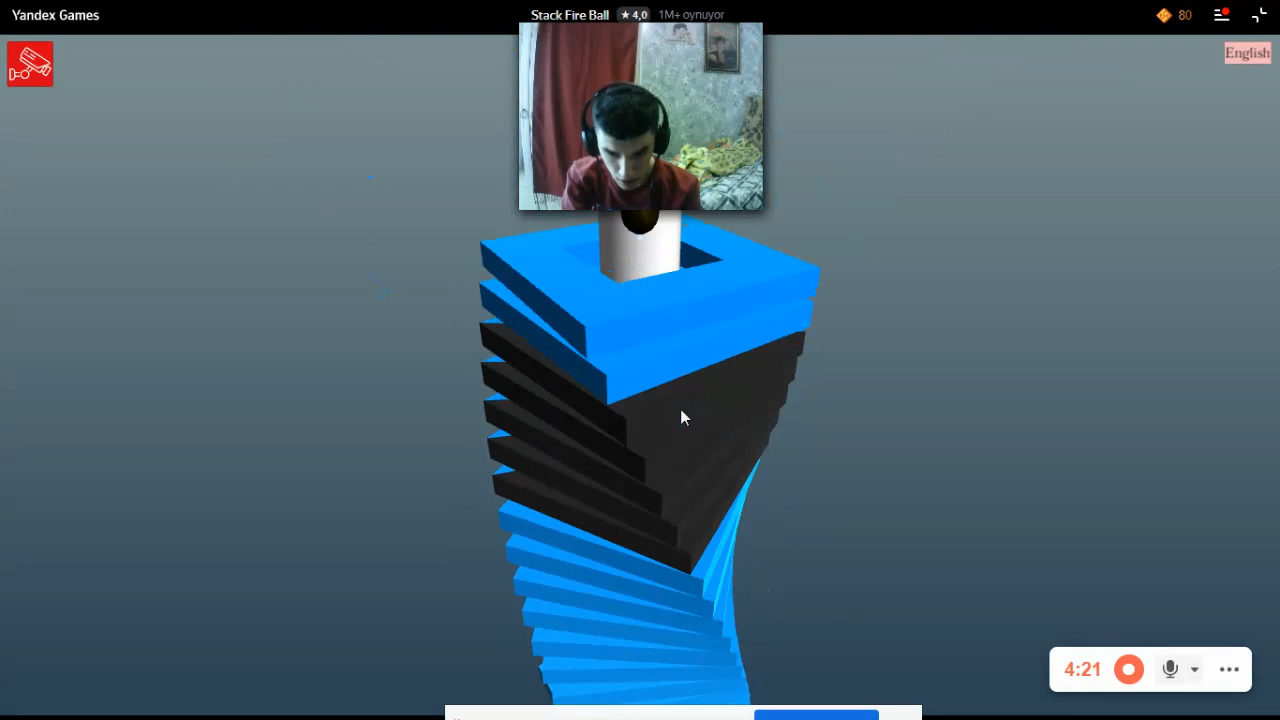 Yandex Games
Stack Fire Ball ★ 4,0 1M+ oynuyor
80
English
4:21